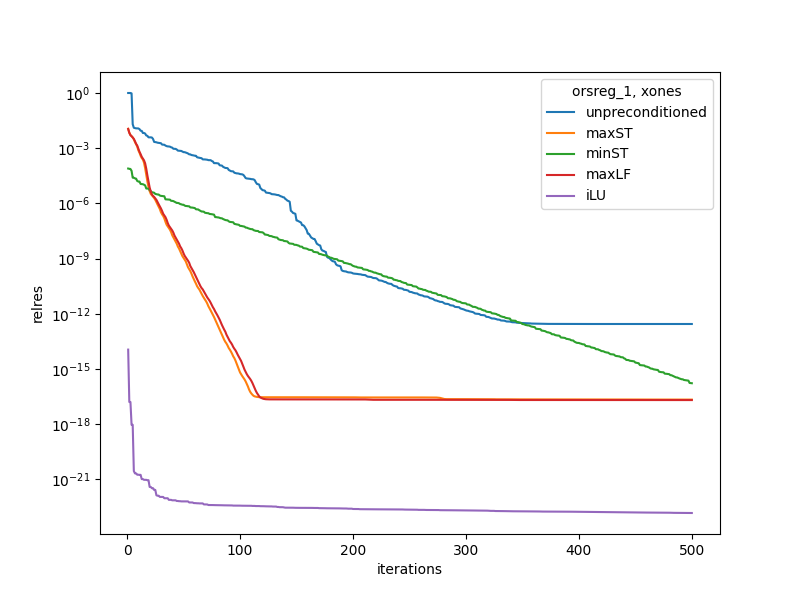 orsreg_1, xones
unpreconditioned
maxST
minST
maxLF
iLU
relres
10^0
10^-3
10^-6
10^-9
10^-12
10^-15
10^-18
10^-21
0 100 200 300 400 500
iterations